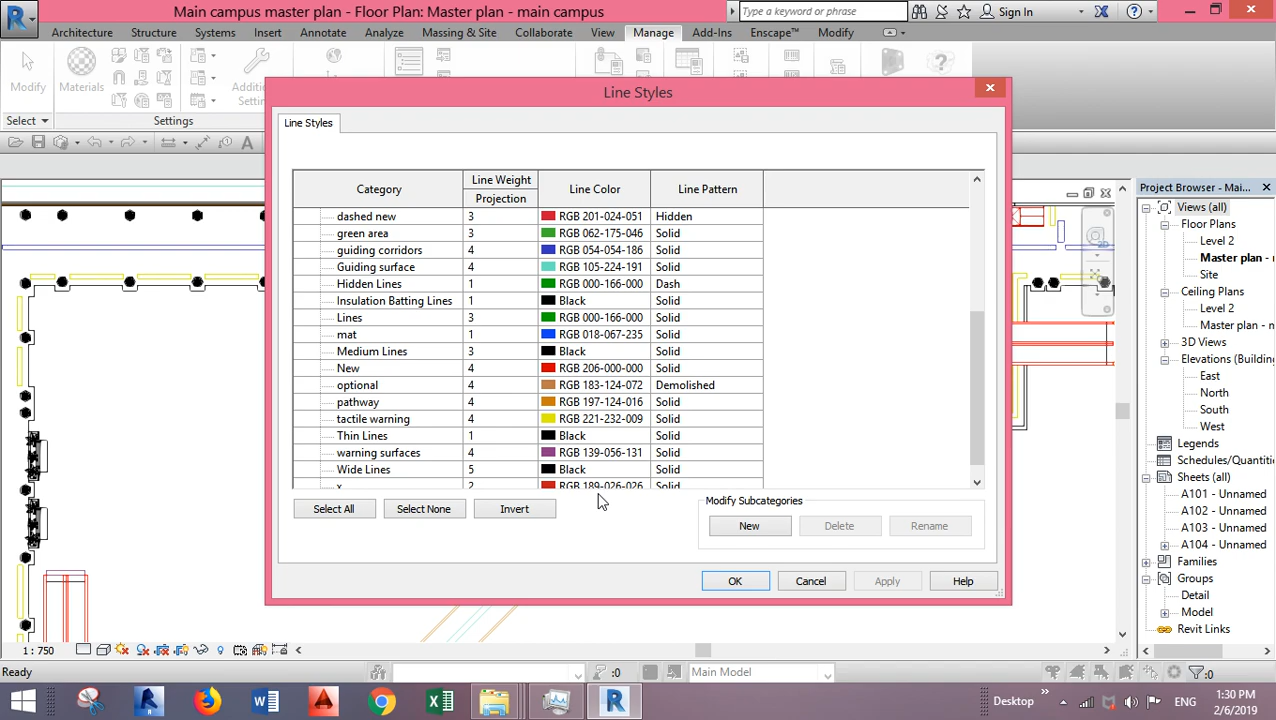 Main campus master plan - Floor Plan: Master plan - main campus
Type a keyword or phrase
Sign In
Architecture Structure Systems Insert Annotate Analyze Massing & Site Collaborate View Manage Add-Ins Enscape™ Modify
Modify Materials
Select Settings
Line Styles
Line Styles
Category Line Weight Line Color Line Pattern
Projection
dashed new 3 RGB 201-024-051 Hidden
green area 3 RGB 062-175-046 Solid
guiding corridors 4 RGB 054-054-186 Solid
Guiding surface 4 RGB 105-224-191 Solid
Hidden Lines 1 RGB 000-166-000 Dash
Insulation Batting Lines 1 Black Solid
Lines 3 RGB 000-166-000 Solid
mat 1 RGB 018-067-235 Solid
Medium Lines 3 Black Solid
New 4 RGB 206-000-000 Solid
optional 4 RGB 183-124-072 Demolished
pathway 4 RGB 197-124-016 Solid
tactile warning 4 RGB 221-232-009 Solid
Thin Lines 1 Black Solid
warning surfaces 4 RGB 139-056-131 Solid
Wide Lines 5 Black Solid
x 2 RGB 189-026-026 Solid
Select All Select None Invert
Modify Subcategories
New Delete Rename
OK Cancel Apply Help
Project Browser - Mai...
Views (all)
Floor Plans
Level 2
Master plan -
Site
Ceiling Plans
Level 2
Master plan -
3D Views
Elevations (Building
East
North
South
West
Legends
Schedules/Quantitie
Sheets (all)
A101 - Unnamed
A102 - Unnamed
A103 - Unnamed
A104 - Unnamed
Families
Groups
Detail
Model
Revit Links
1 : 750
Ready
:0
Main Model
:0
Desktop
ENG
1:30 PM
2/6/2019